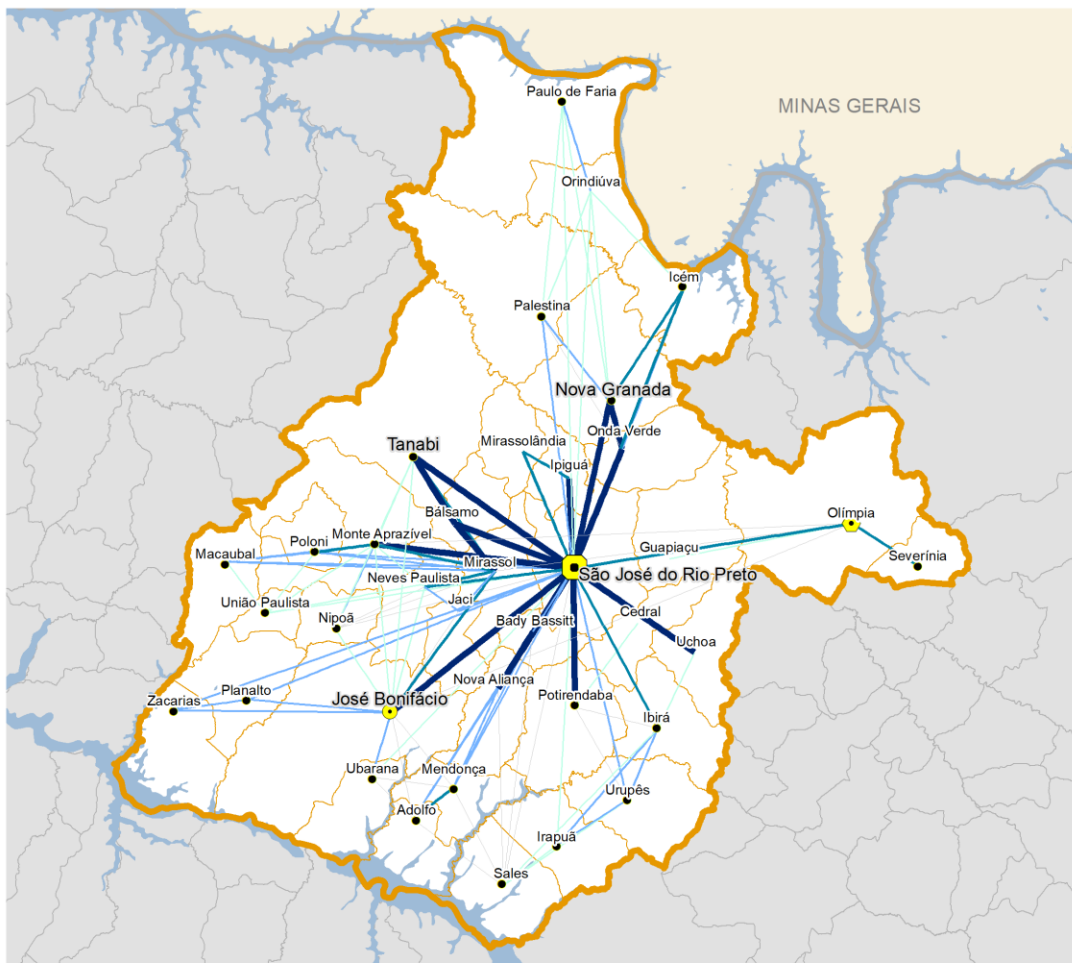 Paulo de Faria
MINAS GERAIS
Orindiúva
Icém
Palestina
Nova Granada
Onda Verde
Mirassolândia
Tanabi
Ipiguá
Bálsamo
Olímpia
Monte Aprazível
Guapiaçu
Poloni
Macaubal
Severínia
Mirassol
São José do Rio Preto
Neves Paulista
União Paulista
Jaci
Cedral
Nipoã
Bady Bassitt
Uchoa
Nova Aliança
Planalto
José Bonifácio
Potirendaba
Zacarias
Ibirá
Ubarana
Mendonça
Urupês
Adolfo
Irapuã
Sales